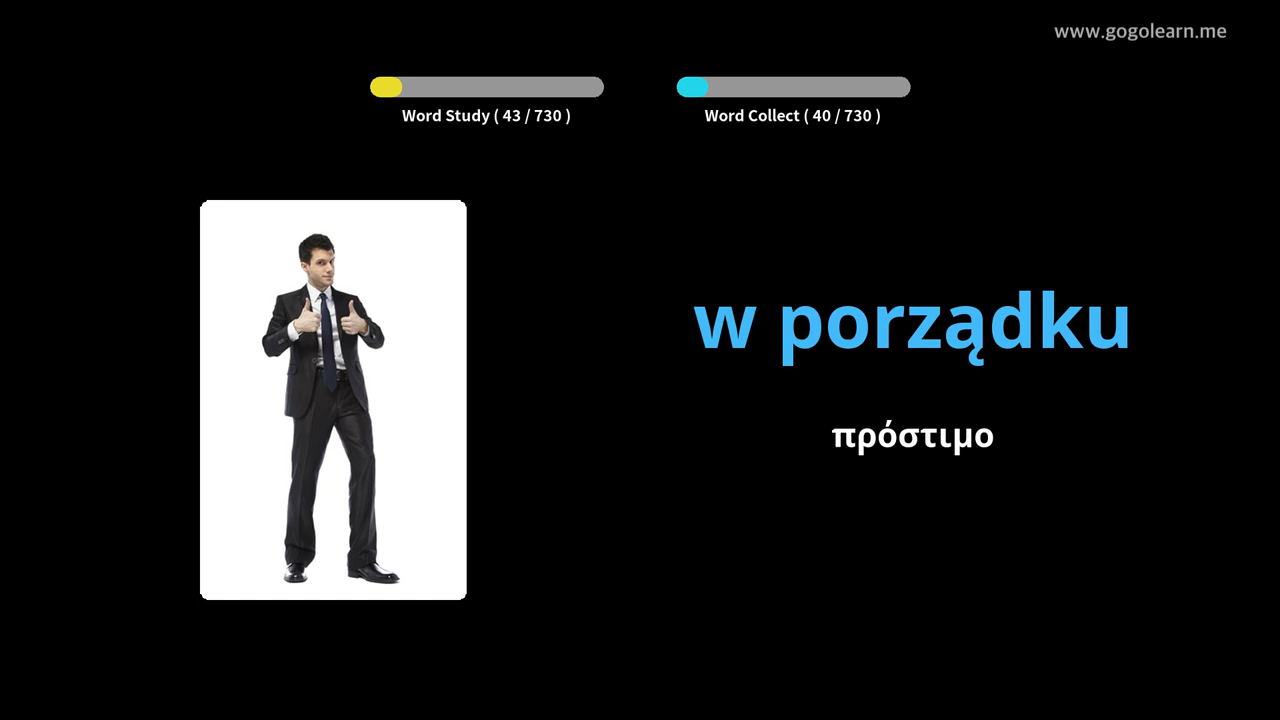 www.gogolearn.me
Word Study ( 43 / 730 )
Word Collect ( 40 / 730 )
w porządku
πρόστιμο